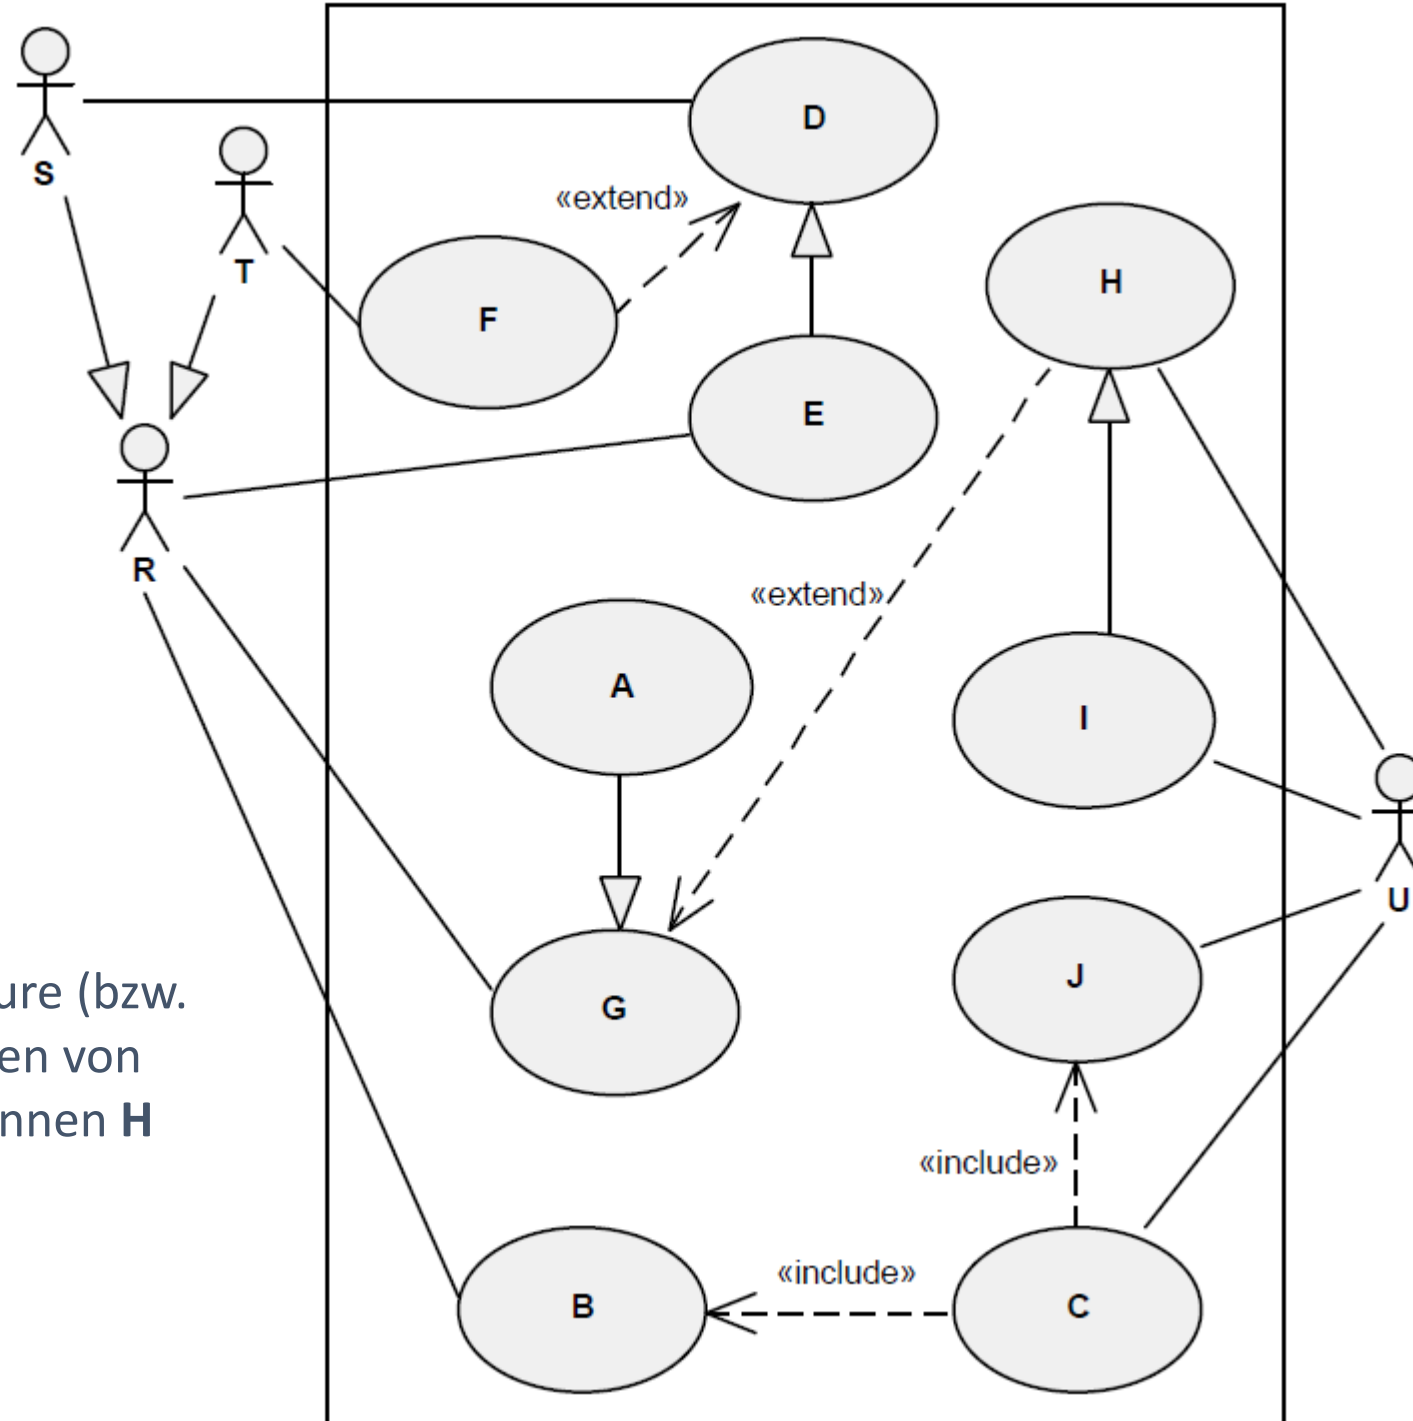 S
D
T
«extend»
H
F
E
R
«extend»
A
I
U
J
ure (bzw.
G
en von
nnen H
«include»
«include»
B
C